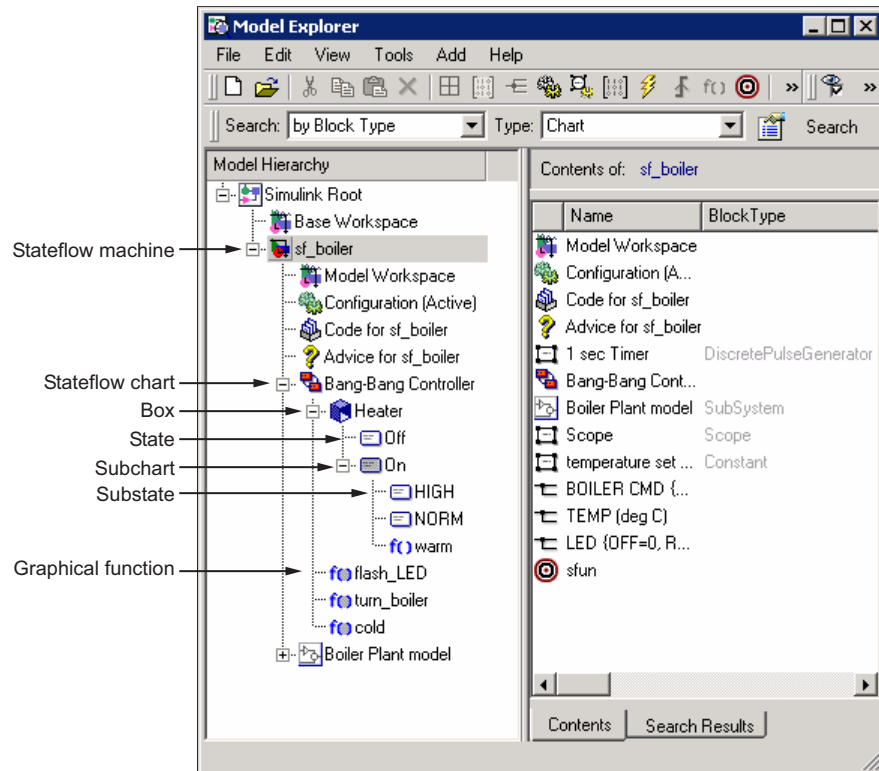 Model Explorer
File Edit View Tools Add Help
Search: by Block Type Type: Chart Search
Model Hierarchy
Simulink Root
Base Workspace
Stateflow machine
sf_boiler
Model Workspace
Configuration (Active)
Code for sf_boiler
Advice for sf_boiler
Stateflow chart
Bang-Bang Controller
Box
Heater
State
Off
Subchart
On
Substate
HIGH
NORM
f() warm
Graphical function
f() flash_LED
f() turn_boiler
f() cold
Boiler Plant model
Contents of: sf_boiler
Name BlockType
Model Workspace
Configuration (A...
Code for sf_boiler
Advice for sf_boiler
1 sec Timer DiscretePulseGenerator
Bang-Bang Cont...
Boiler Plant model SubSystem
Scope Scope
temperature set ... Constant
BOILER CMD {...
TEMP (deg C)
LED {OFF=0, R...
sfun
Contents Search Results